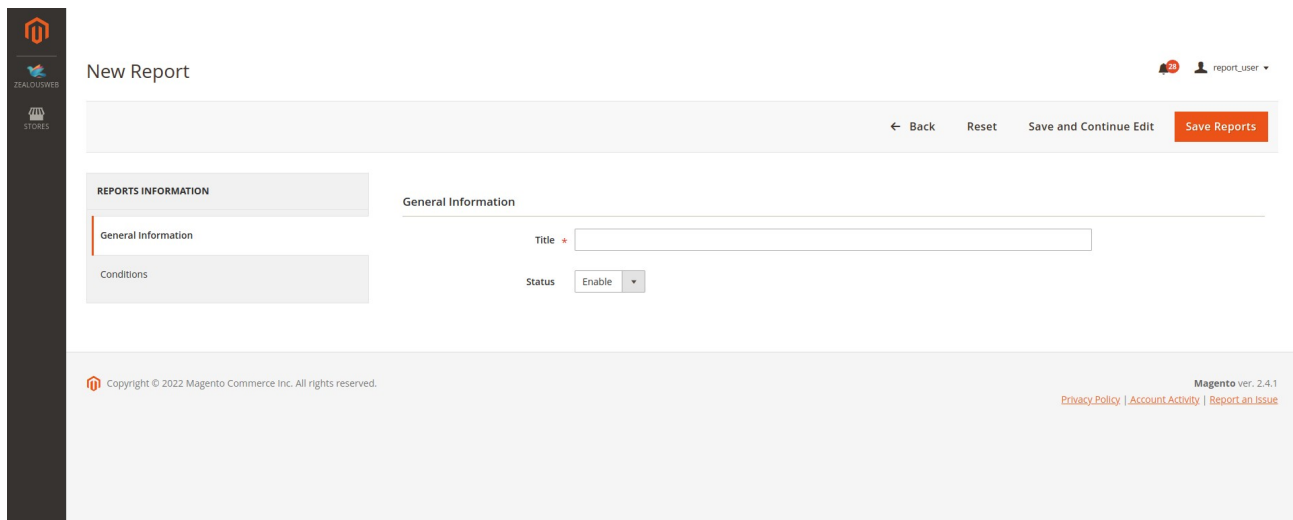 ZEALOUSWEB
STORES
New Report
28
report_user
← Back Reset Save and Continue Edit Save Reports
REPORTS INFORMATION
General Information
Conditions
General Information
Title *
Status Enable
Copyright © 2022 Magento Commerce Inc. All rights reserved.
Magento ver. 2.4.1
Privacy Policy | Account Activity | Report an Issue